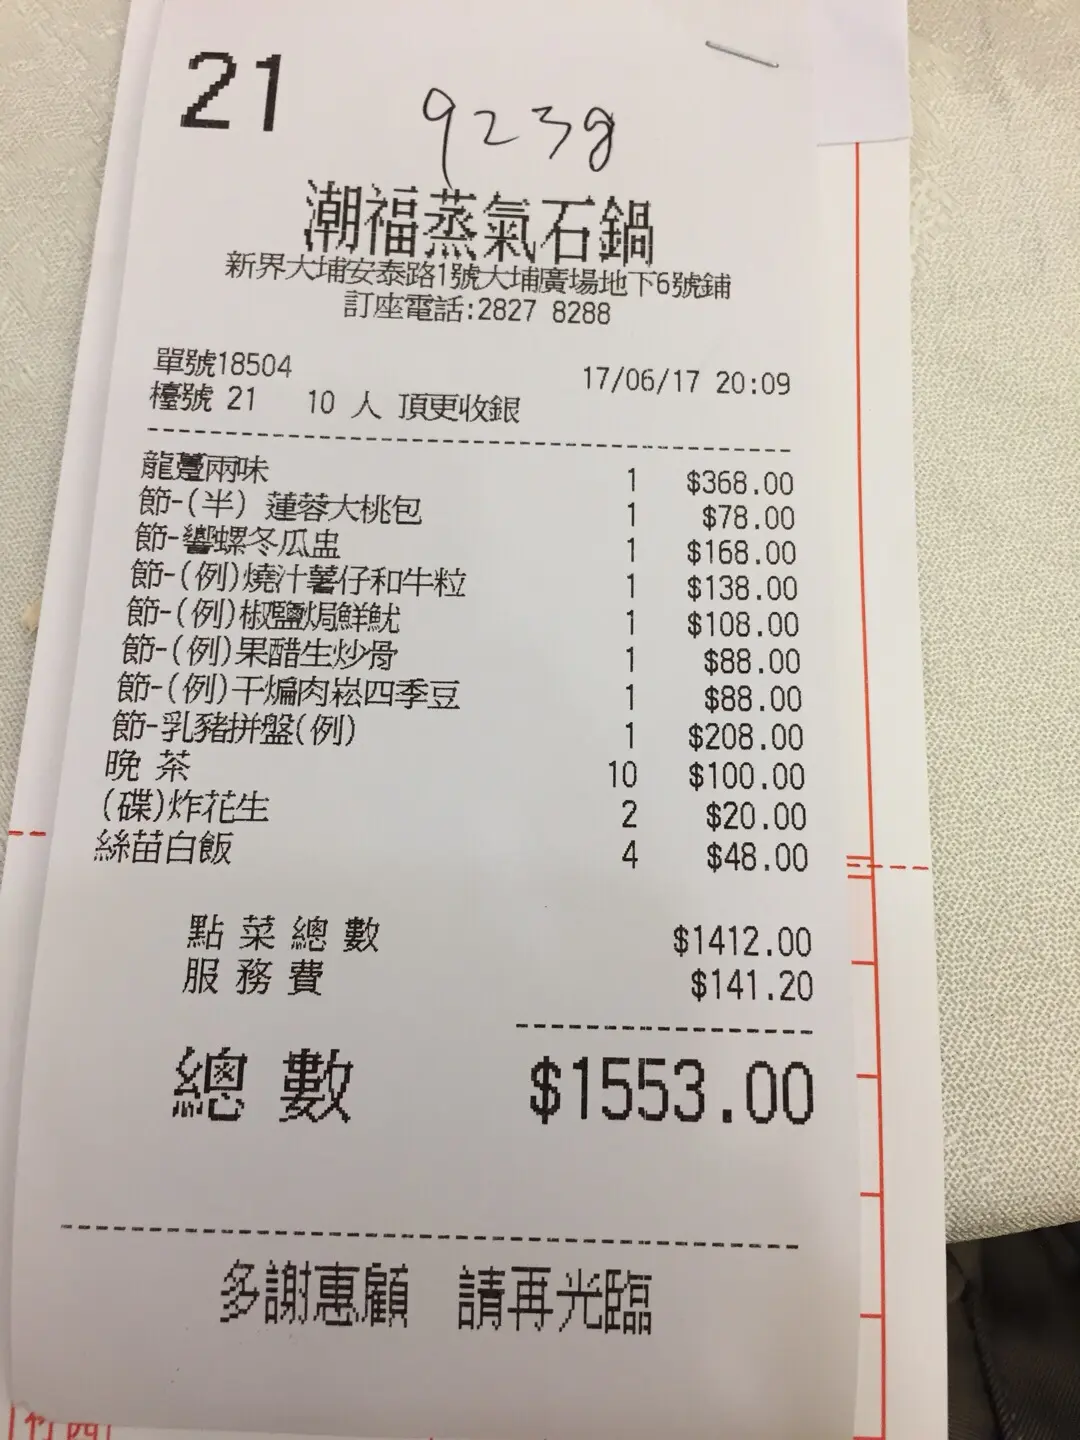 21
9238
潮福蒸氣石鍋
新界大埔安泰路1號大埔廣場地下6號鋪
訂座電話:2827 8288
單號18504 17/06/17 20:09
檯號 21 10 人 頂更收銀
龍躉兩味 1 $368.00
節-(半) 蓮蓉大桃包 1 $78.00
節-響螺冬瓜盅 1 $168.00
節-(例)燒汁薯仔和牛粒 1 $138.00
節-(例)椒鹽焗鮮魷 1 $108.00
節-(例)果醋生炒骨 1 $88.00
節-(例)干煸肉崧四季豆 1 $88.00
節-乳豬拼盤(例) 1 $208.00
晚 茶 10 $100.00
(碟)炸花生 2 $20.00
絲苗白飯 4 $48.00
點 菜 總 數 $1412.00
服 務 費 $141.20
總 數 $1553.00
多謝惠顧 請再光臨